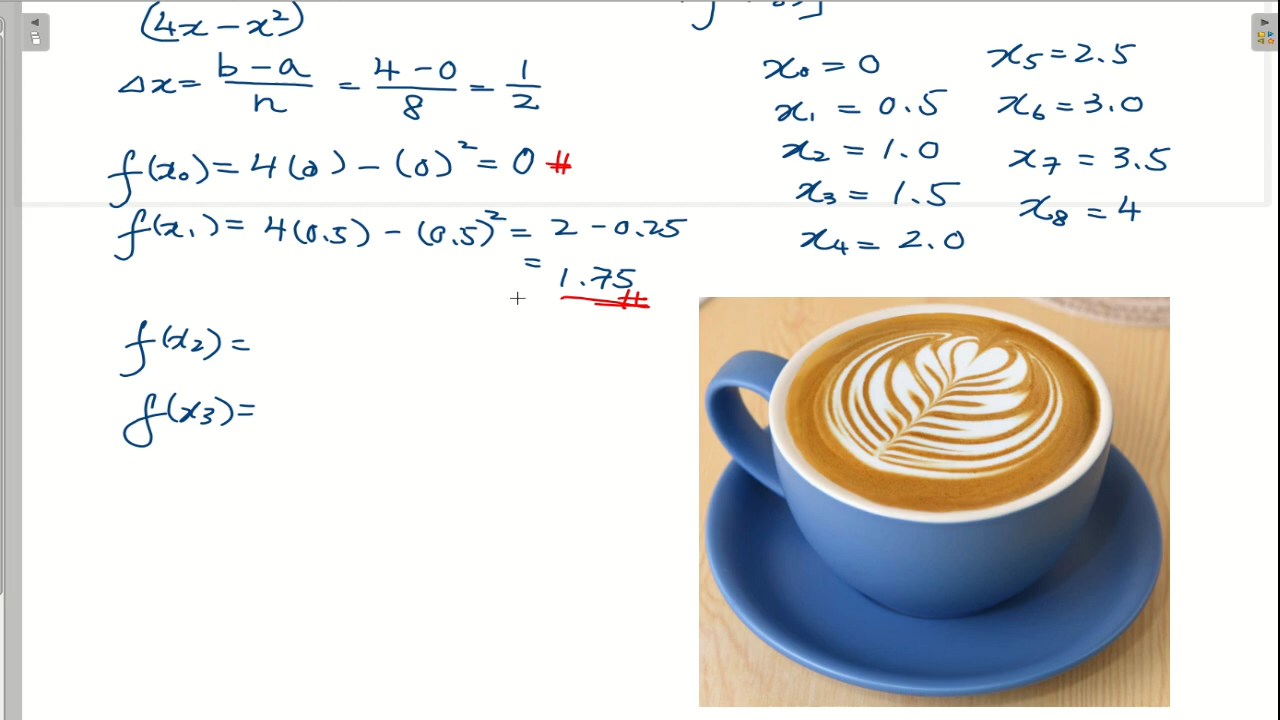 (4x - x²)
Δx = b - a / n = 4 - 0 / 8 = 1/2
f(x₀) = 4(0) - (0)² = 0 #
f(x₁) = 4(0.5) - (0.5)² = 2 - 0.25
= 1.75 #
f(x₂) =
f(x₃) =
x₀ = 0
x₁ = 0.5
x₂ = 1.0
x₃ = 1.5
x₄ = 2.0
x₅ = 2.5
x₆ = 3.0
x₇ = 3.5
x₈ = 4